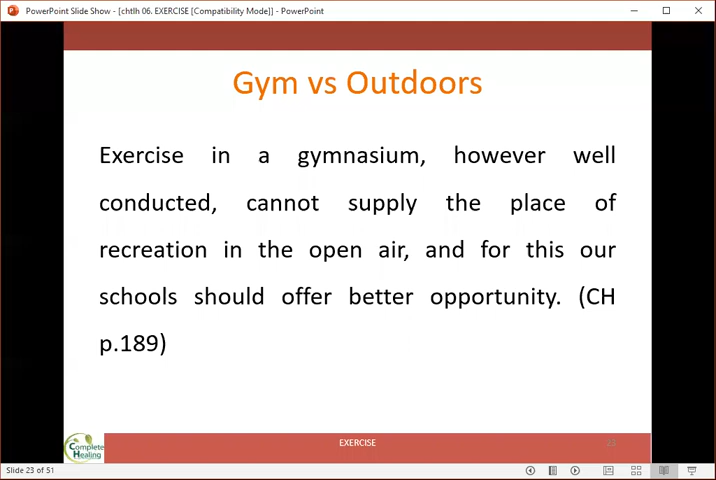 PowerPoint Slide Show - [chtlh 06. EXERCISE [Compatibility Mode]] - PowerPoint
Gym vs Outdoors
Exercise in a gymnasium, however well
conducted, cannot supply the place of
recreation in the open air, and for this our
schools should offer better opportunity. (CH
p.189)
Complete
Healing
EXERCISE
23
Slide 23 of 51